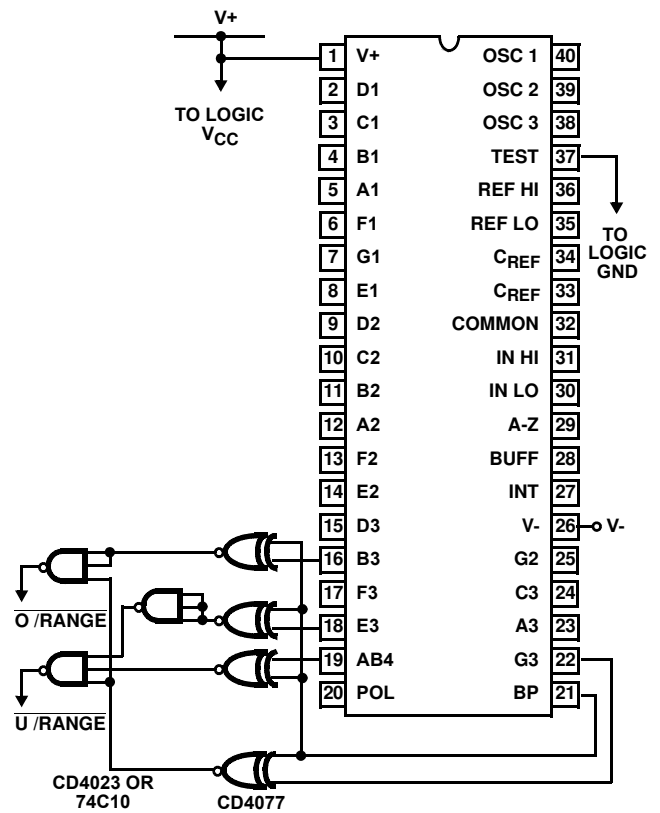 V+
1 V+ OSC 1 40
2 D1 OSC 2 39
3 C1 OSC 3 38
4 B1 TEST 37
5 A1 REF HI 36
6 F1 REF LO 35
7 G1 CREF 34
8 E1 CREF 33
9 D2 COMMON 32
10 C2 IN HI 31
11 B2 IN LO 30
12 A2 A-Z 29
13 F2 BUFF 28
14 E2 INT 27
15 D3 V- 26 V-
16 B3 G2 25
17 F3 C3 24
18 E3 A3 23
19 AB4 G3 22
20 POL BP 21
TO LOGIC
VCC
TO
LOGIC
GND
O /RANGE
U /RANGE
CD4023 OR
74C10
CD4077